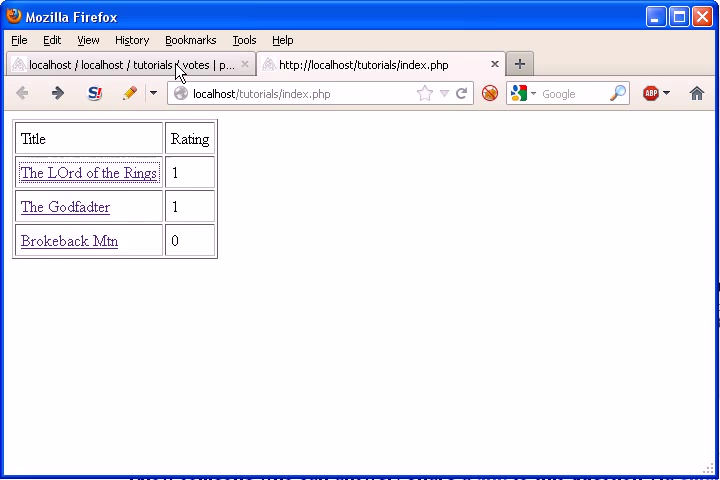 Mozilla Firefox
File Edit View History Bookmarks Tools Help
localhost / localhost / tutorials / votes | p... http://localhost/tutorials/index.php
S! localhost/tutorials/index.php Google ABP
Title Rating
The LOrd of the Rings 1
The Godfadter 1
Brokeback Mtn 0